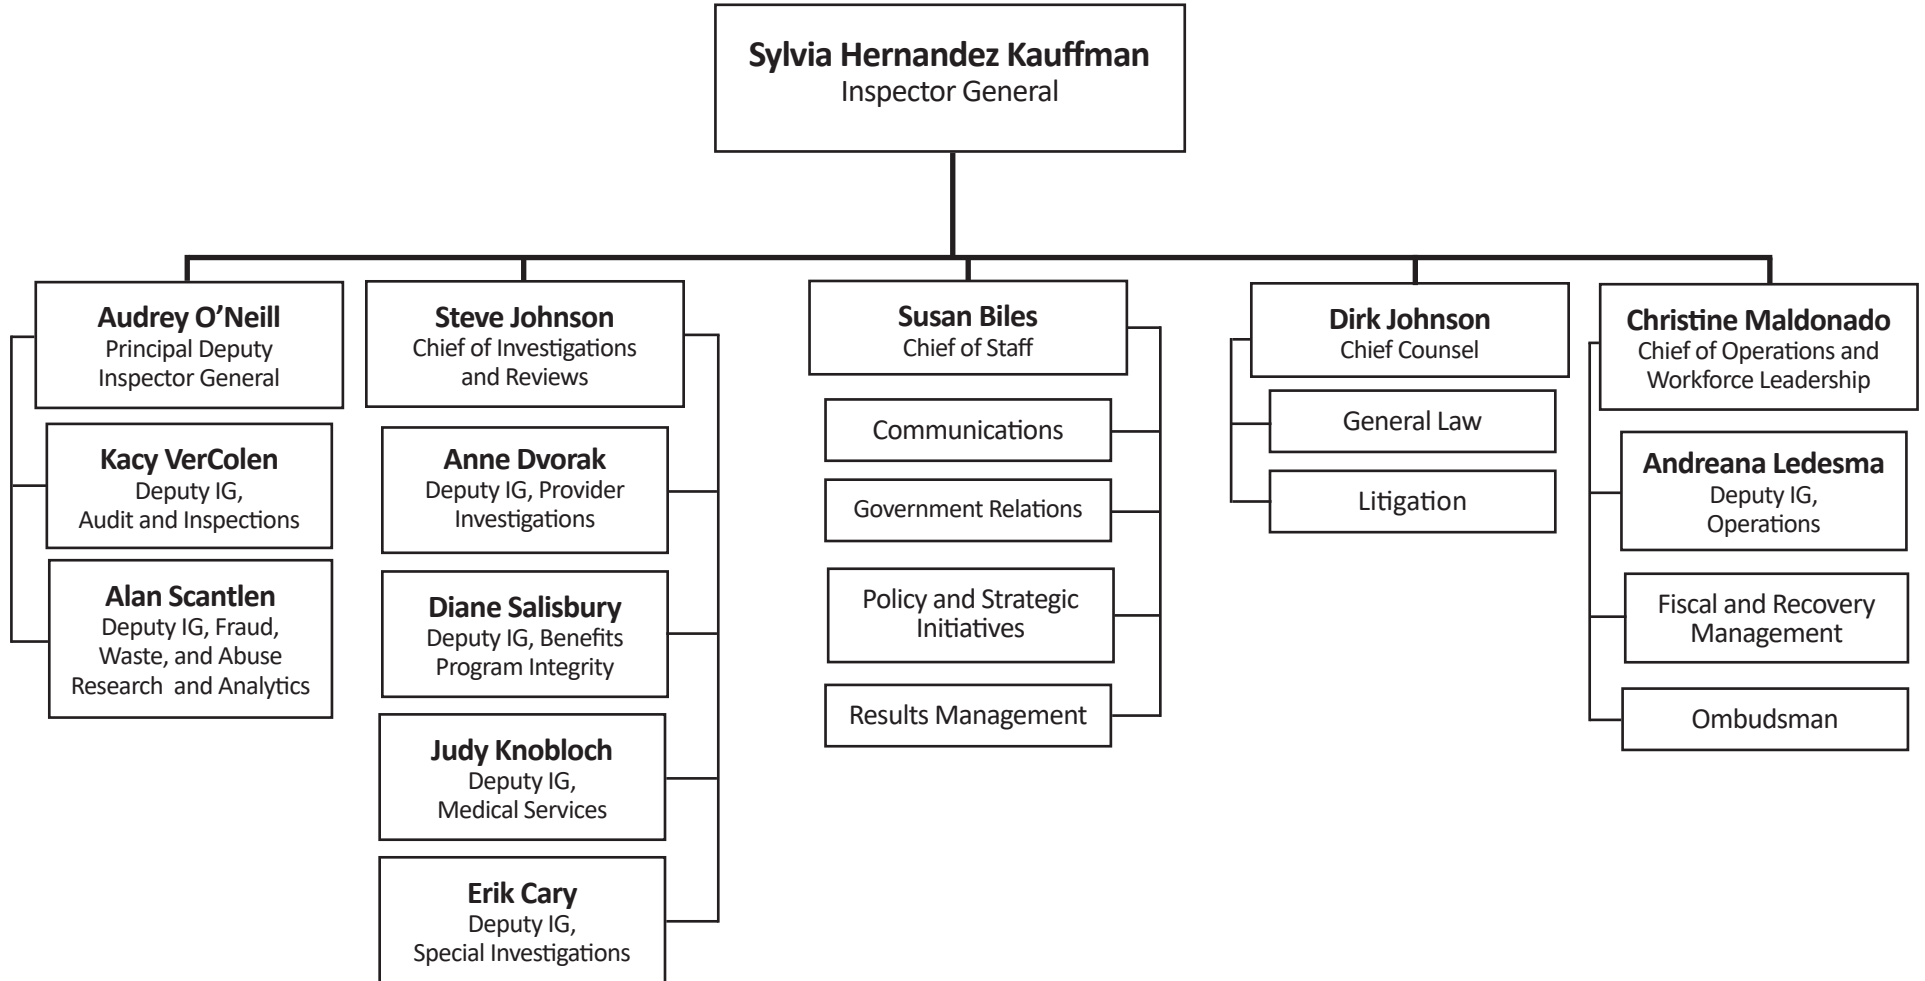 Sylvia Hernandez Kauffman
Inspector General
Audrey O’Neill
Principal Deputy
Inspector General
Kacy VerColen
Deputy IG,
Audit and Inspections
Alan Scantlen
Deputy IG, Fraud,
Waste, and Abuse
Research and Analytics
Steve Johnson
Chief of Investigations
and Reviews
Anne Dvorak
Deputy IG, Provider
Investigations
Diane Salisbury
Deputy IG, Benefits
Program Integrity
Judy Knobloch
Deputy IG,
Medical Services
Erik Cary
Deputy IG,
Special Investigations
Susan Biles
Chief of Staff
Communications
Government Relations
Policy and Strategic
Initiatives
Results Management
Dirk Johnson
Chief Counsel
General Law
Litigation
Christine Maldonado
Chief of Operations and
Workforce Leadership
Andreana Ledesma
Deputy IG,
Operations
Fiscal and Recovery
Management
Ombudsman